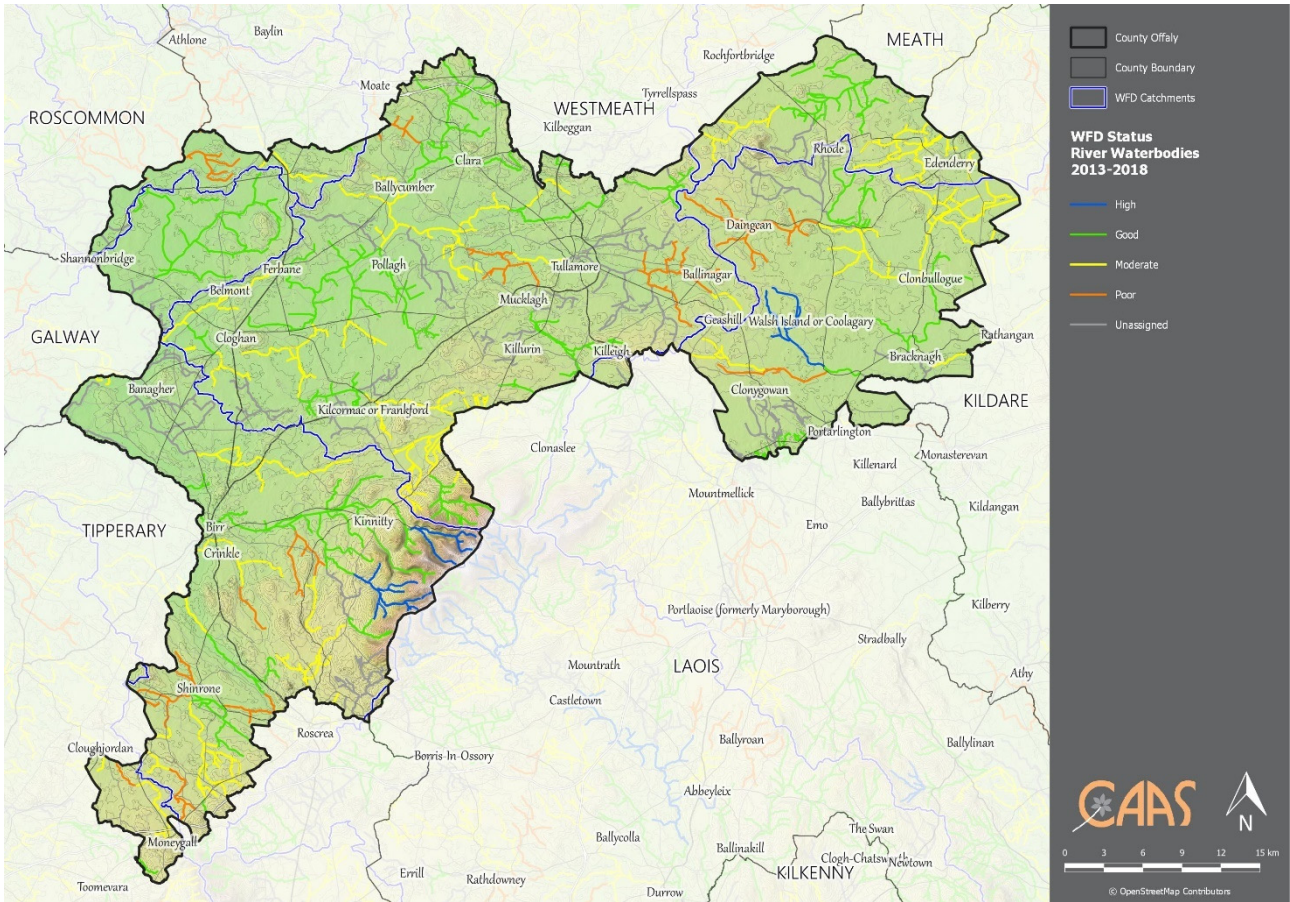 Baylin
Athlone
MEATH
Rochfortbridge
Moate
Tyrrellspass
WESTMEATH
ROSCOMMON
Kilbeggan
Rhode
Clara
Edenderry
Ballycumber
Daingean
Shannonbridge
Pollagh
Tullamore
Ferbane
Ballinagar
Clonbullogue
Belmont
Mucklagh
Geashill
Walsh Island or Coolagary
GALWAY
Cloghan
Rathangan
Killurin
Killeigh
Bracknagh
Banagher
Clonygowan
KILDARE
Kilcormac or Frankford
Portarlington
Clonaslee
Monasterevan
Killenard
Mountmellick
Ballybrittas
Kildangan
Kinnitty
Emo
Birr
TIPPERARY
Crinkle
Kilberry
Portlaoise (formerly Maryborough)
Stradbally
Mountrath
LAOIS
Athy
Shinrone
Castletown
Roscrea
Ballyroan
Ballylinan
Cloughjordan
Borris-In-Ossory
Abbeyleix
The Swan
Ballycolla
Moneygall
Ballinakill
Newtown
KILKENNY
Errill
Rathdowney
Toomevara
Durrow
County Offaly
County Boundary
WFD Catchments
WFD Status
River Waterbodies
2013-2018
High
Good
Moderate
Poor
Unassigned
CAAS
N
0 3 6 9 12 15 km
© OpenStreetMap Contributors